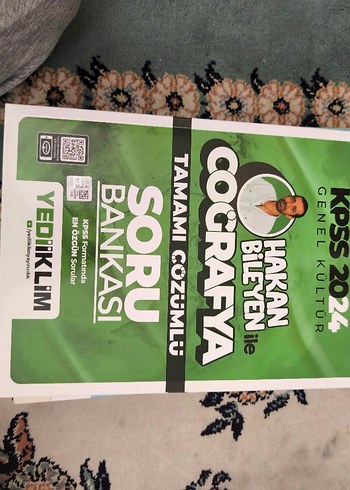 KPSS 2024
GENEL KÜLTÜR
HAKAN
BİLEYEN ile
COĞRAFYA
TAMAMI ÇÖZÜMLÜ
SORU
BANKASI
KPSS Formatında
EN ÖZGÜN Sorular
YEDİİKLİM